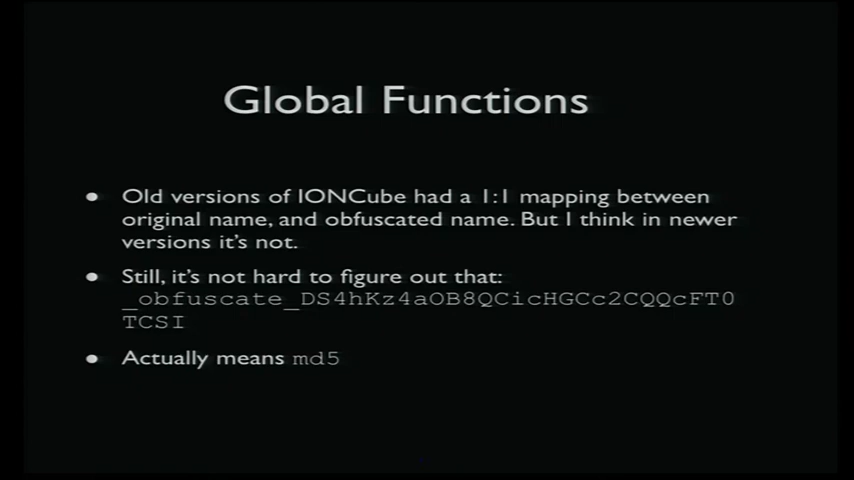 Global Functions
Old versions of IONCube had a 1:1 mapping between
original name, and obfuscated name. But I think in newer
versions it's not.
Still, it's not hard to figure out that:
_obfuscate_DS4hKz4aOB8QCicHGCc2CQQcFT0
TCSI
Actually means md5